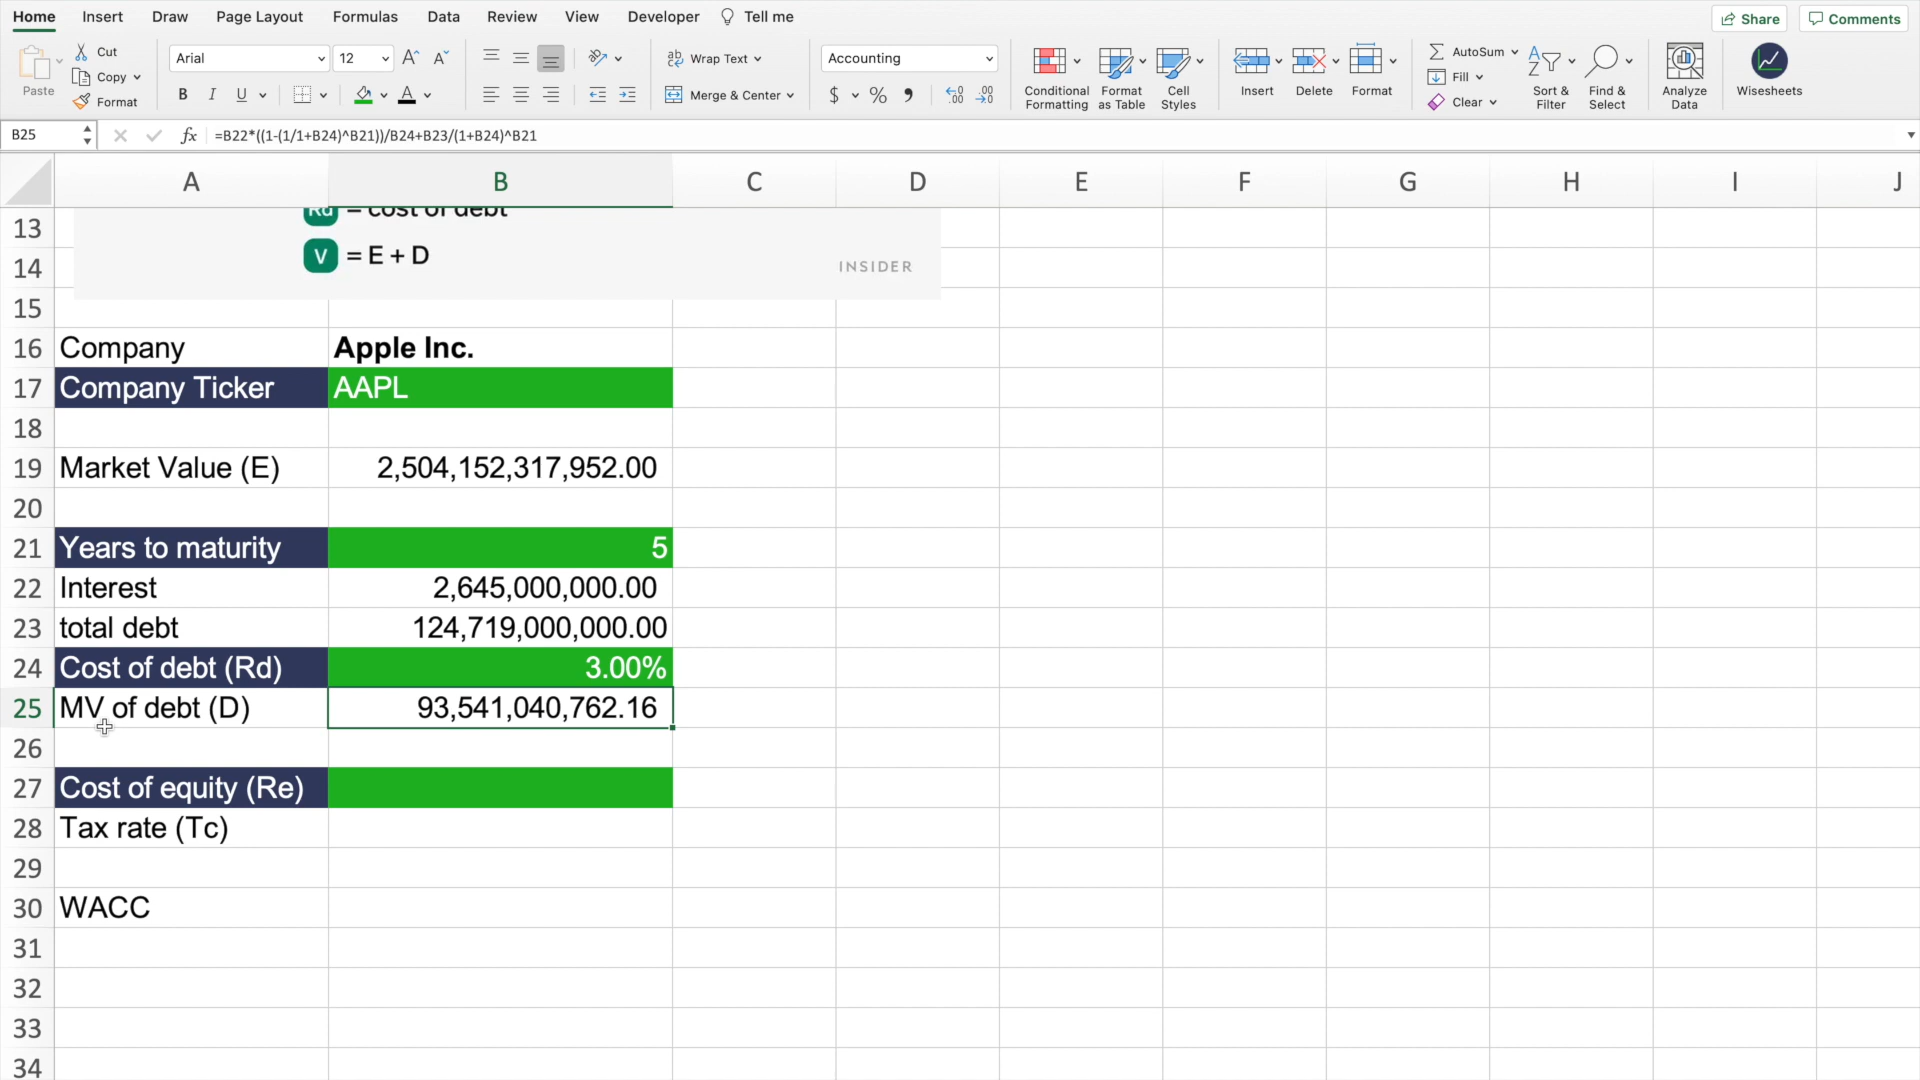 Home Insert Draw Page Layout Formulas Data Review View Developer Tell me Share Comments
Paste Cut Copy Format
Arial 12 A A
B I U A
ab c Wrap Text
Merge & Center
Accounting
$ % 9 .0 .00 .00 .0
Conditional Formatting
Format as Table
Cell Styles
Insert Delete Format
AutoSum
Fill
Clear
A Z Sort & Filter
Find & Select
Analyze Data
Wisesheets
B25 fx =B22*((1-(1/1+B24)^B21))/B24+B23/(1+B24)^B21
A B C D E F G H I J
13 Rd = cost of debt
14 V = E + D INSIDER
15
16 Company Apple Inc.
17 Company Ticker AAPL
18
19 Market Value (E) 2,504,152,317,952.00
20
21 Years to maturity 5
22 Interest 2,645,000,000.00
23 total debt 124,719,000,000.00
24 Cost of debt (Rd) 3.00%
25 MV of debt (D) 93,541,040,762.16
26
27 Cost of equity (Re)
28 Tax rate (Tc)
29
30 WACC
31
32
33
34